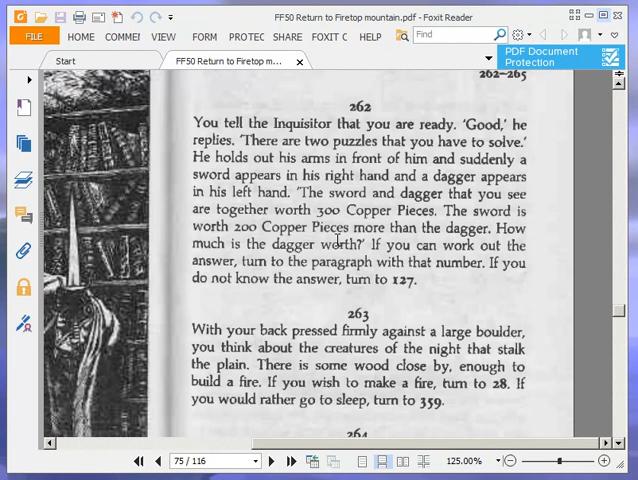 FF50 Return to Firetop mountain.pdf - Foxit Reader
FILE HOME COMMEI VIEW FORM PROTECT SHARE FOXIT C HELP Find
Start FF50 Return to Firetop m... PDF Document
Protection
262–265
262
You tell the Inquisitor that you are ready. ‘Good,’ he
replies. ‘There are two puzzles that you have to solve.’
He holds out his arms in front of him and suddenly a
sword appears in his right hand and a dagger appears
in his left hand. ‘The sword and dagger that you see
are together worth 300 Copper Pieces. The sword is
worth 200 Copper Pieces more than the dagger. How
much is the dagger worth?’ If you can work out the
answer, turn to the paragraph with that number. If you
do not know the answer, turn to 127.
263
With your back pressed firmly against a large boulder,
you think about the creatures of the night that stalk
the plain. There is some wood close by, enough to
build a fire. If you wish to make a fire, turn to 28. If
you would rather go to sleep, turn to 359.
264
75 / 116 125.00%